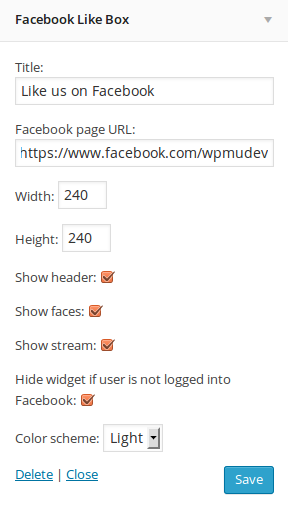 Facebook Like Box
Title:
Like us on Facebook
Facebook page URL:
https://www.facebook.com/wpmudev
Width: 240
Height: 240
Show header:
Show faces:
Show stream:
Hide widget if user is not logged into
Facebook:
Color scheme: Light
Delete | Close
Save